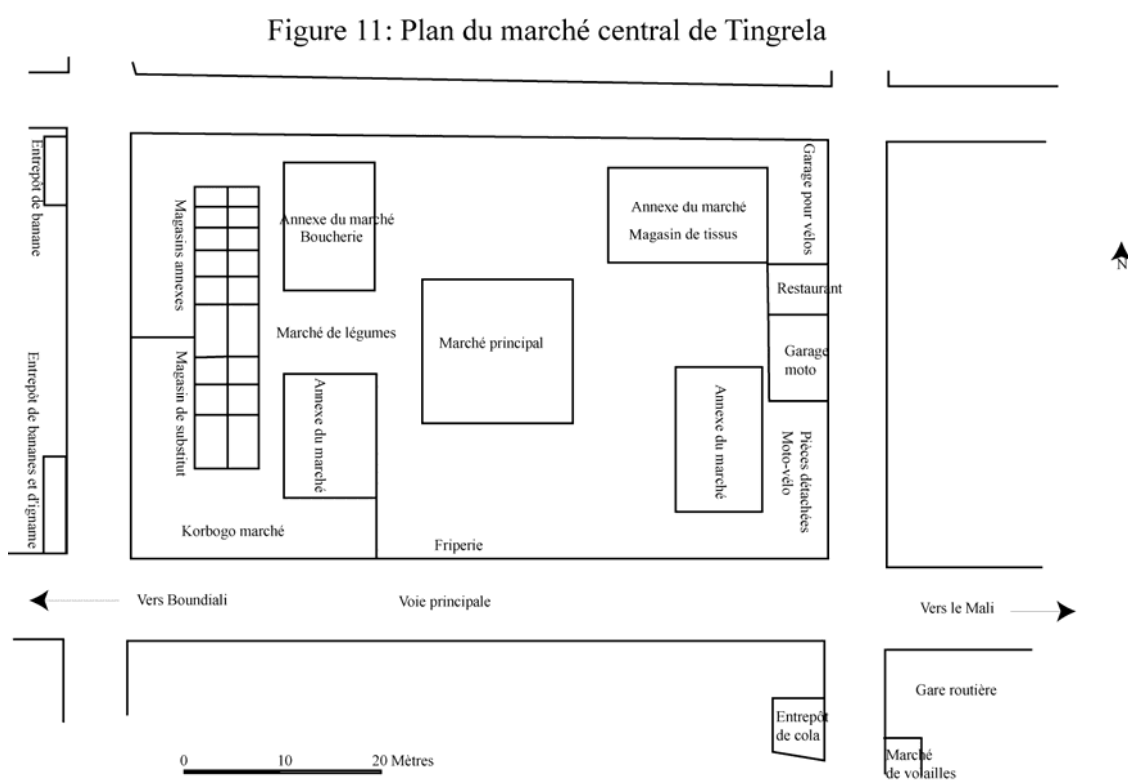 Figure 11: Plan du marché central de Tingrela
Entrepôt de banane
Magasins annexes
Annexe du marché
Boucherie
Annexe du marché
Magasin de tissus
Garage pour vélos
N
Restaurant
Marché de légumes
Marché principal
Garage
moto
Entrepôt de bananes et d'igname
Magasin de substitut
Annexe du marché
Annexe du marché
Pièces détachées
Moto-vélo
Korbogo marché
Friperie
Vers Boundiali
Voie principale
Vers le Mali
Gare routière
Entrepôt
de cola
Marché
de volailles
0 10 20 Mètres